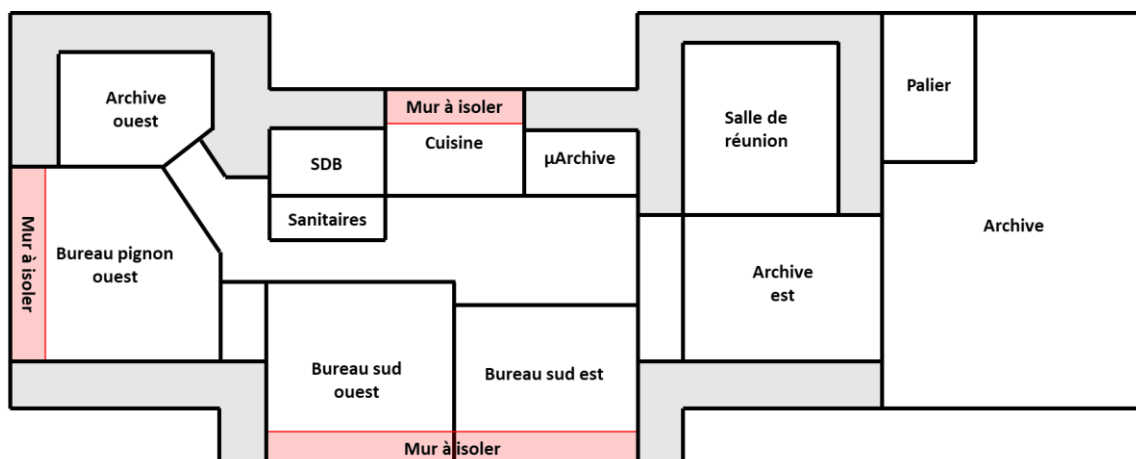 Archive
ouest
Mur à isoler
Cuisine
SDB
µArchive
Sanitaires
Salle de
réunion
Palier
Archive
Mur à isoler
Bureau pignon
ouest
Archive
est
Bureau sud
ouest
Bureau sud est
Mur à isoler